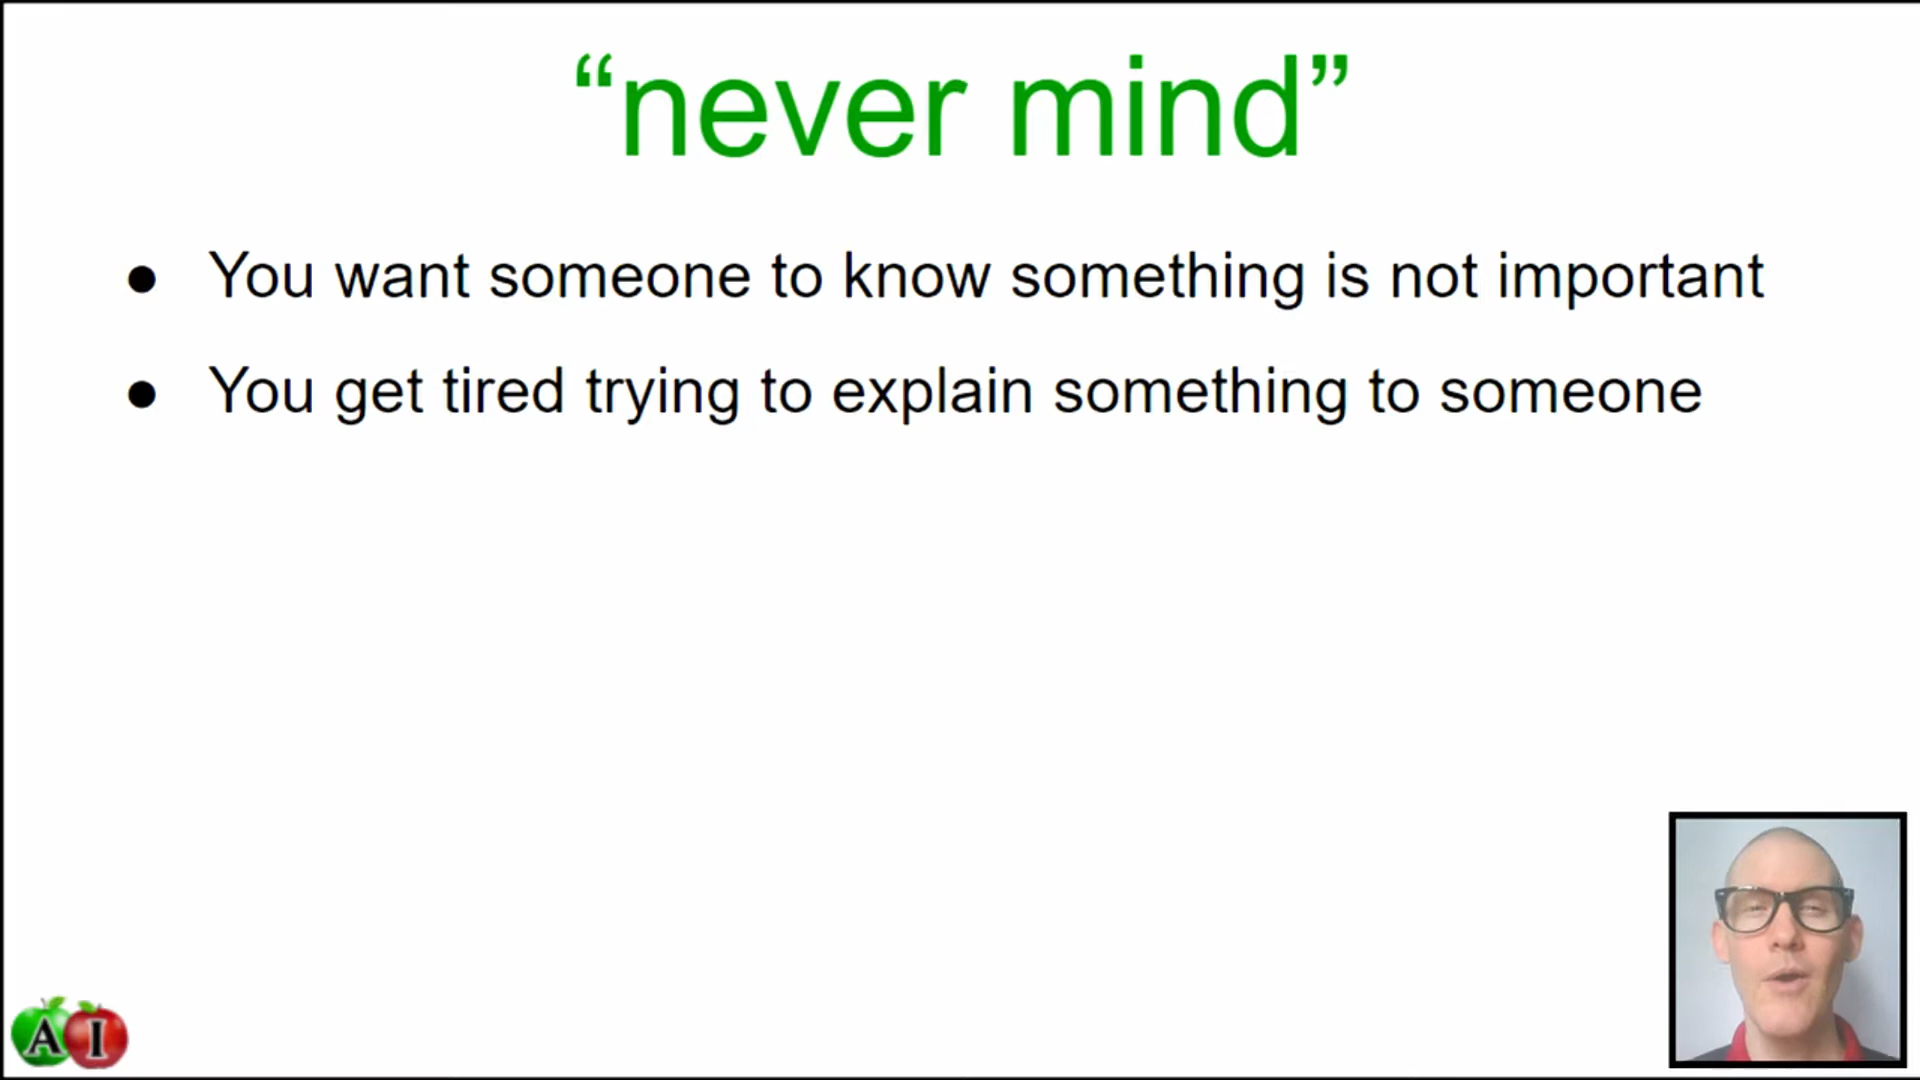 “never mind”
● You want someone to know something is not important
● You get tired trying to explain something to someone
A I